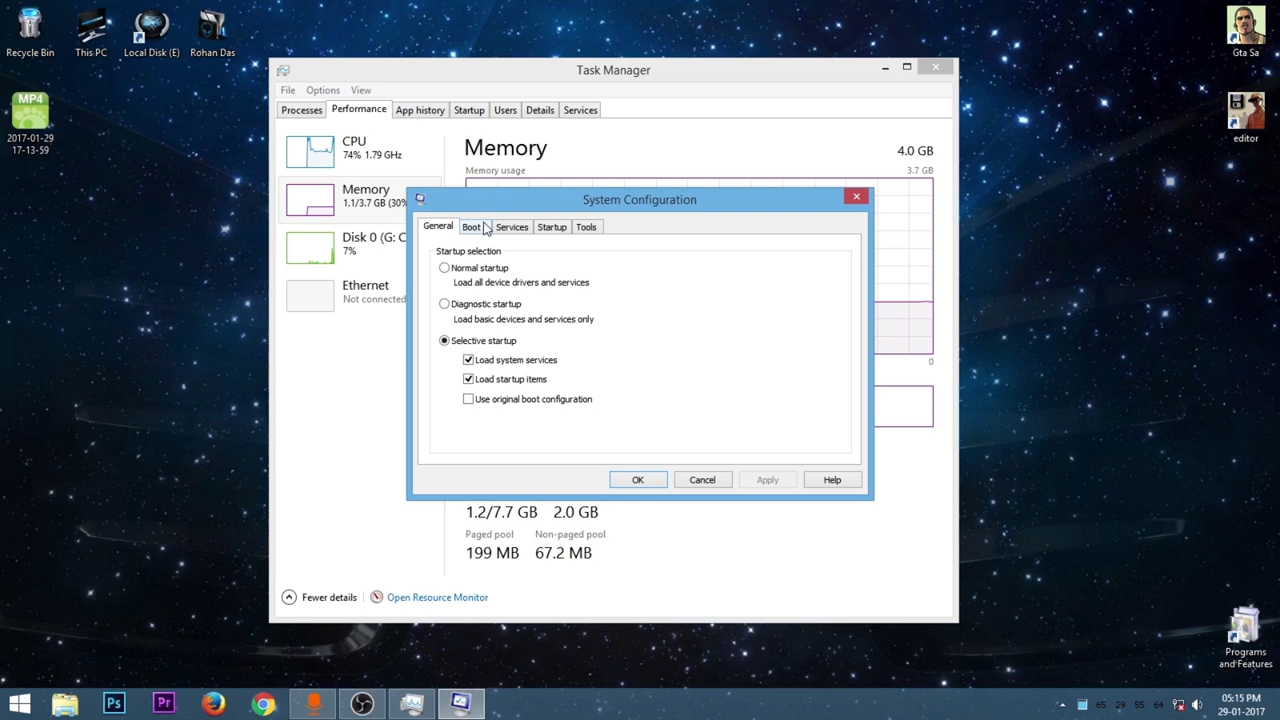 Recycle Bin
This PC
Local Disk (E)
Rohan Das
Gta Sa
MP4
2017-01-29
17-13-59
editor
Task Manager
File Options View
Processes Performance App history Startup Users Details Services
CPU
74% 1.79 GHz
Memory
1.1/3.7 GB (30%
Disk 0 (G: C
7%
Ethernet
Not connected
Memory
4.0 GB
Memory usage
3.7 GB
System Configuration
General Boot Services Startup Tools
Startup selection
Normal startup
Load all device drivers and services
Diagnostic startup
Load basic devices and services only
Selective startup
Load system services
Load startup items
Use original boot configuration
OK Cancel Apply Help
0
1.2/7.7 GB 2.0 GB
Paged pool Non-paged pool
199 MB 67.2 MB
Fewer details Open Resource Monitor
Programs
and Features
Ps Pr
65 29 55 64
05:15 PM
29-01-2017